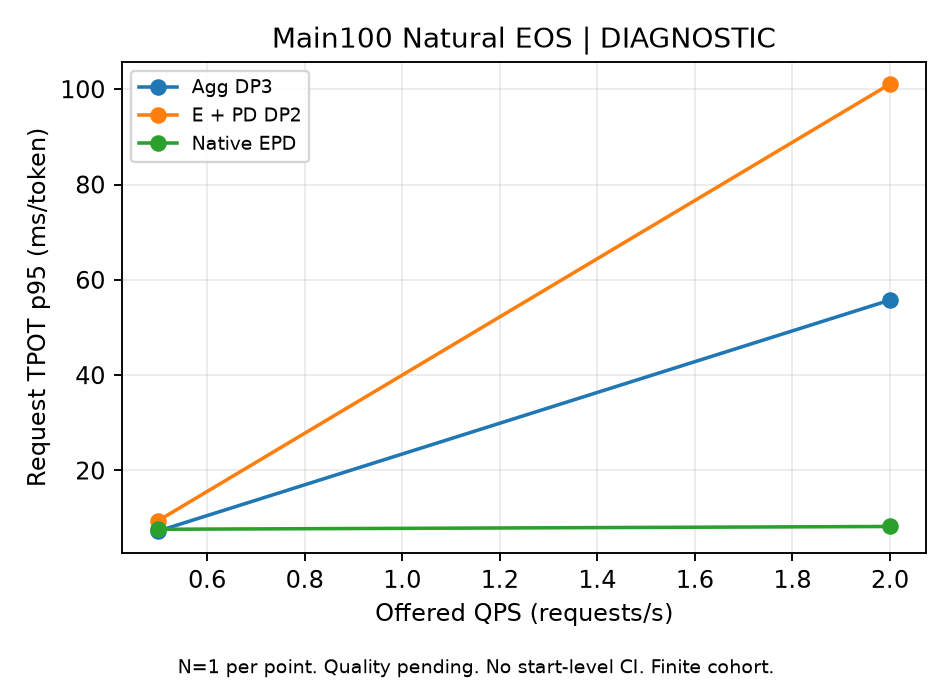 Main100 Natural EOS | DIAGNOSTIC
Agg DP3
E + PD DP2
Native EPD
Request TPOT p95 (ms/token)
100
80
60
40
20
0.6 0.8 1.0 1.2 1.4 1.6 1.8 2.0
Offered QPS (requests/s)
N=1 per point. Quality pending. No start-level CI. Finite cohort.